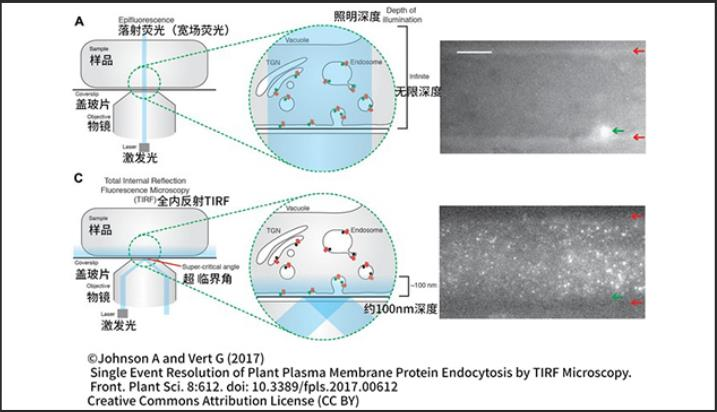 A
Epifluorescence
落射荧光（宽场荧光）
Sample
样品
Coverslip
盖玻片
Objective
物镜
Laser
激发光
照明深度 Depth of illumination
Vacuole
TGN
Endosome
Infinite
无限深度
C
Total Internal Reflection
Fluorescence Microscopy
(TIRF)全内反射TIRF
Sample
样品
Coverslip
盖玻片
Objective
物镜
Laser
激发光
Super-critical angle
超 临界角
Vacuole
TGN
Endosome
~100 nm
约100nm深度
©Johnson A and Vert G (2017)
Single Event Resolution of Plant Plasma Membrane Protein Endocytosis by TIRF Microscopy.
Front. Plant Sci. 8:612. doi: 10.3389/fpls.2017.00612
Creative Commons Attribution License (CC BY)